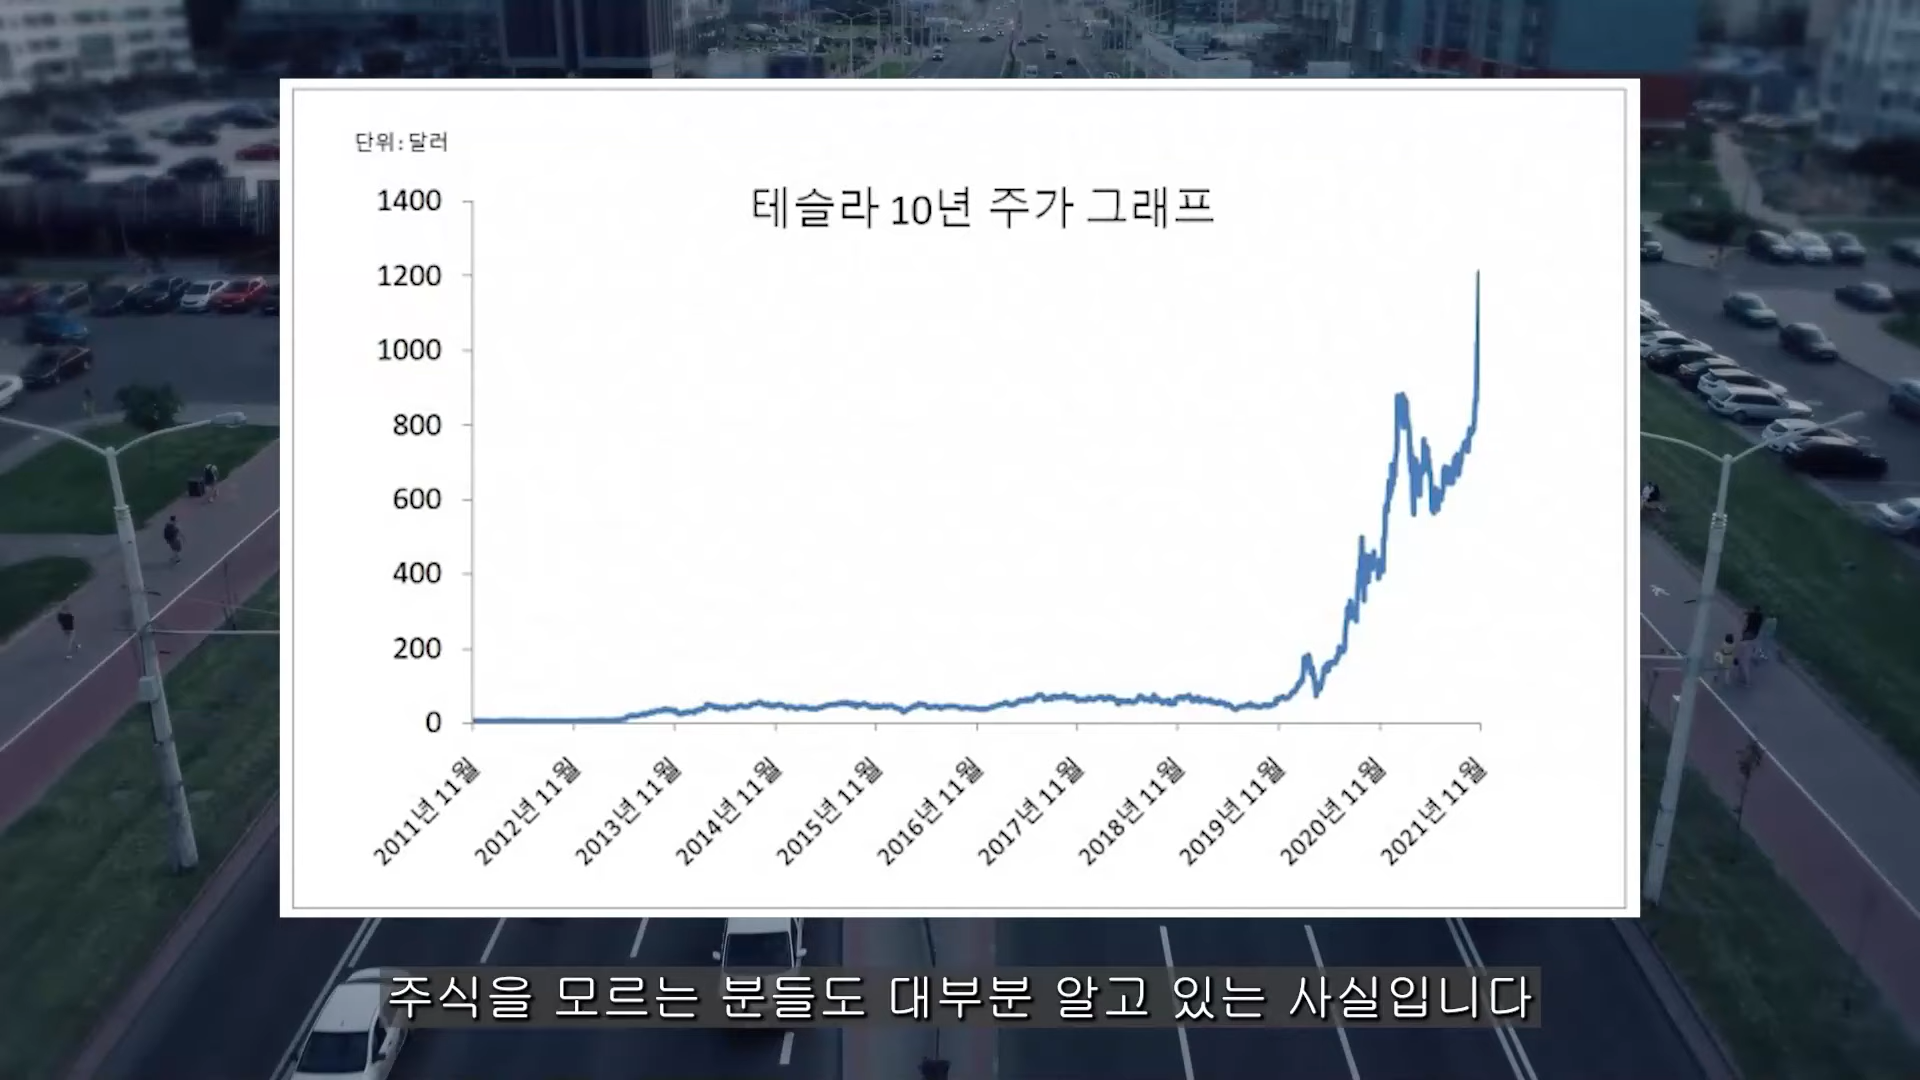 단위:달러
테슬라 10년 주가 그래프
1400
1200
1000
800
600
400
200
0
2011년 11월
2012년 11월
2013년 11월
2014년 11월
2015년 11월
2016년 11월
2017년 11월
2018년 11월
2019년 11월
2020년 11월
2021년 11월
주식을 모르는 분들도 대부분 알고 있는 사실입니다